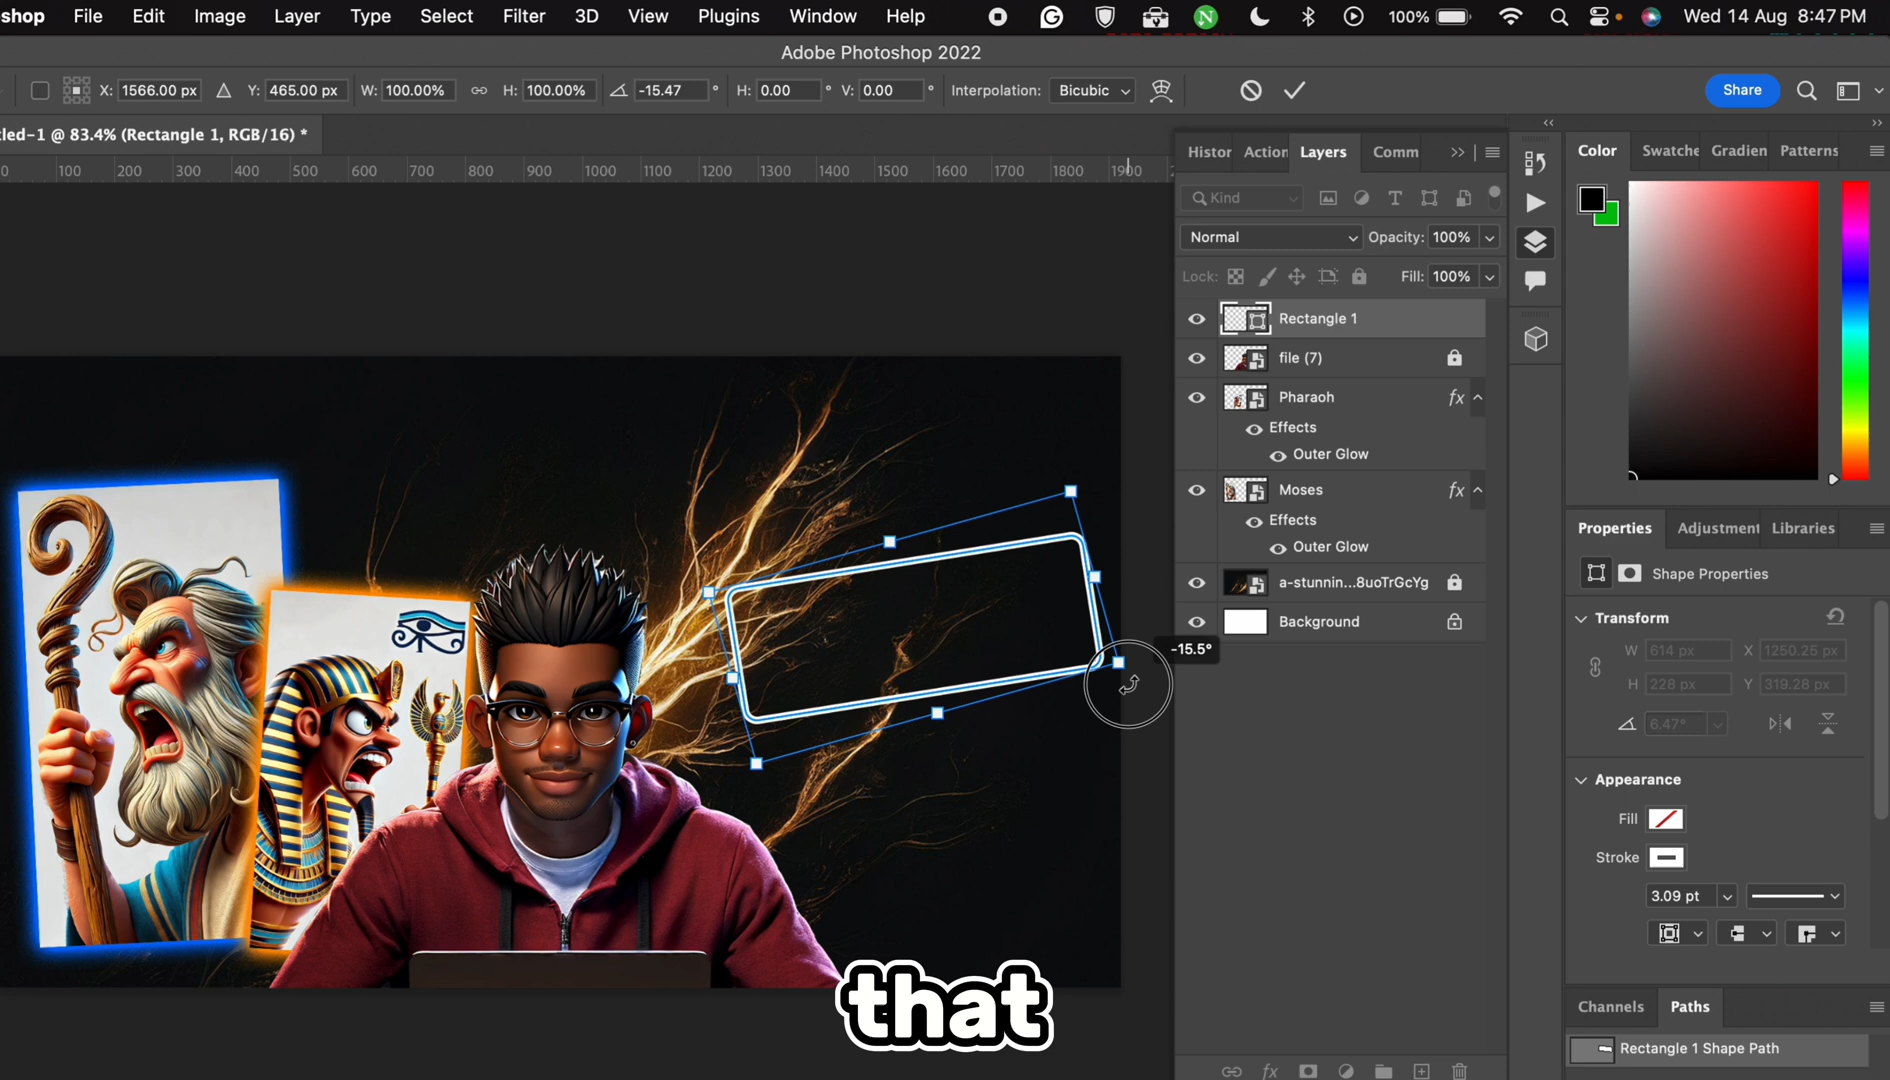 shop File Edit Image Layer Type Select Filter 3D View Plugins Window Help 100% Wed 14 Aug 8:47 PM
Adobe Photoshop 2022
X: 1566.00 px Y: 465.00 px W: 100.00% H: 100.00% -15.47 ° H: 0.00 ° V: 0.00 ° Interpolation: Bicubic Share
tled-1 @ 83.4% (Rectangle 1, RGB/16) *
0 100 200 300 400 500 600 700 800 900 1000 1100 1200 1300 1400 1500 1600 1700 1800 1900
Histor Action Layers Comm
Kind
Normal Opacity: 100%
Lock: Fill: 100%
Rectangle 1
file (7)
Pharaoh fx
Effects
Outer Glow
Moses fx
Effects
Outer Glow
a-stunnin...8uoTrGcYg
Background
-15.5°
fx
Color Swatche Gradien Patterns
Properties Adjustment Libraries
Shape Properties
Transform
W 614 px X 1250.25 px
H 228 px Y 319.28 px
6.47°
Appearance
Fill
Stroke
3.09 pt
Channels Paths
Rectangle 1 Shape Path
that